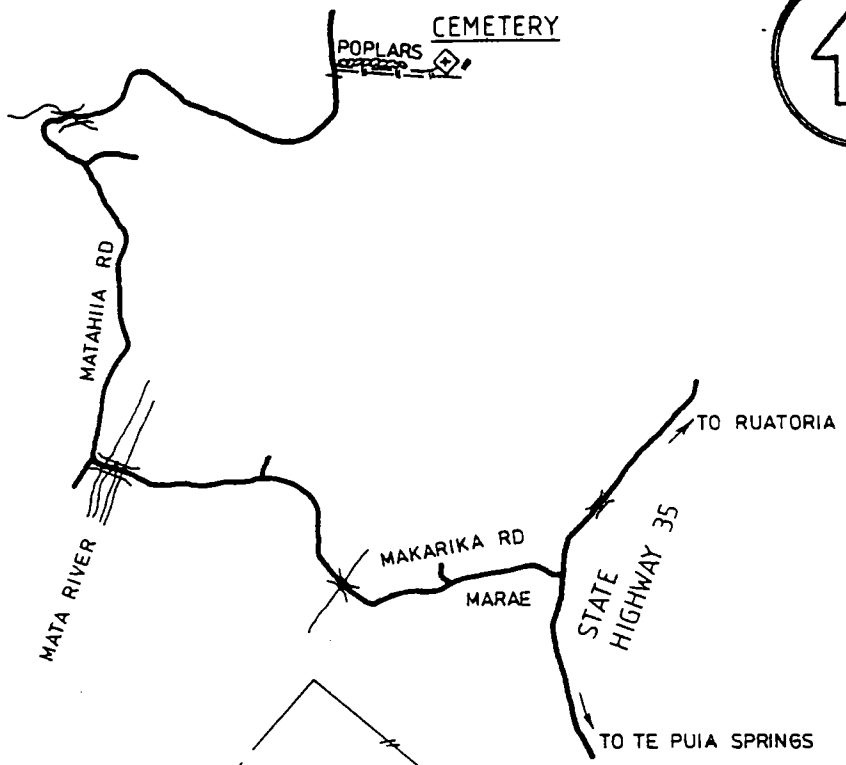 CEMETERY
POPLARS
MATAHIIA RD
TO RUATORIA
STATE
HIGHWAY 35
MAKARIKA RD
MARAE
MATA RIVER
TO TE PUIA SPRINGS